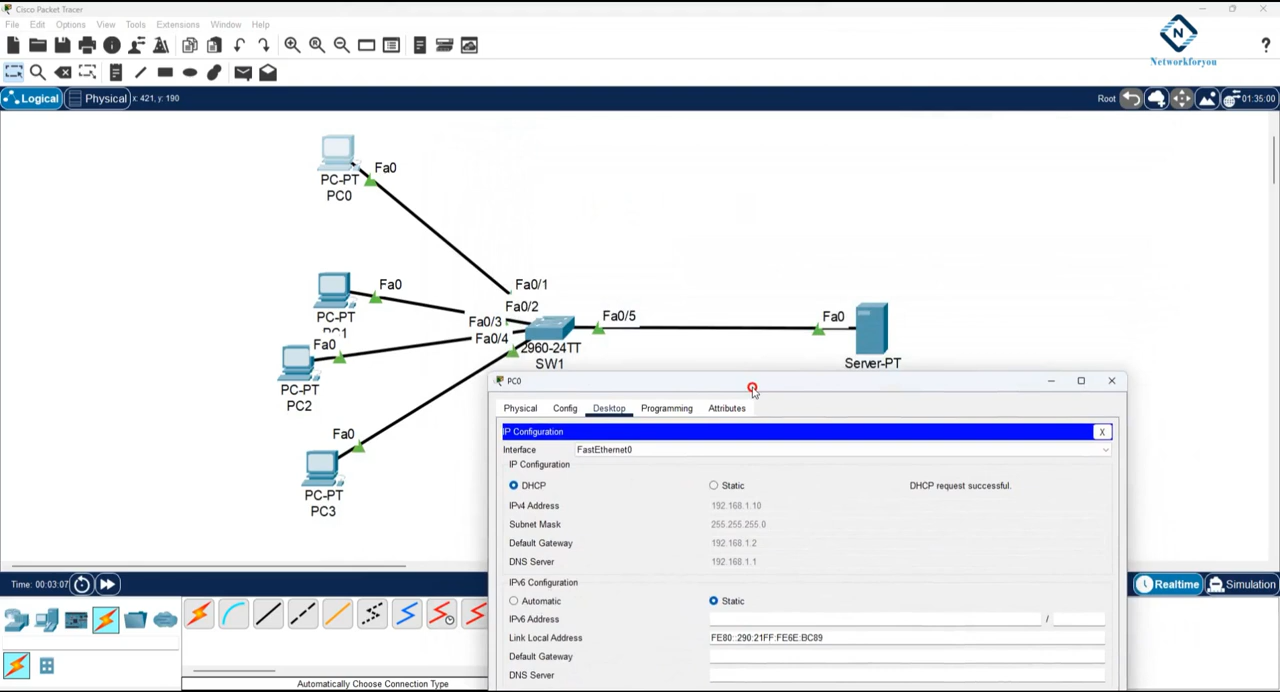 Cisco Packet Tracer
File Edit Options View Tools Extensions Window Help
N
Networkforyou
?
Logical Physical x: 421, y: 190
Root 01:35:00
Fa0
PC-PT
PC0
Fa0/1
Fa0
Fa0/2
PC-PT
PC1
Fa0/3
Fa0/5
Fa0
Fa0
Fa0/4
2960-24TT
SW1
Server-PT
PC-PT
PC2
Fa0
PC-PT
PC3
PC0
Physical Config Desktop Programming Attributes
IP Configuration X
Interface FastEthernet0
IP Configuration
DHCP Static DHCP request successful.
IPv4 Address 192.168.1.10
Subnet Mask 255.255.255.0
Default Gateway 192.168.1.2
DNS Server 192.168.1.1
IPv6 Configuration
Automatic Static
IPv6 Address /
Link Local Address FE80::290:21FF:FE6E:BC89
Default Gateway
DNS Server
Time: 00:03:07
Realtime Simulation
Automatically Choose Connection Type